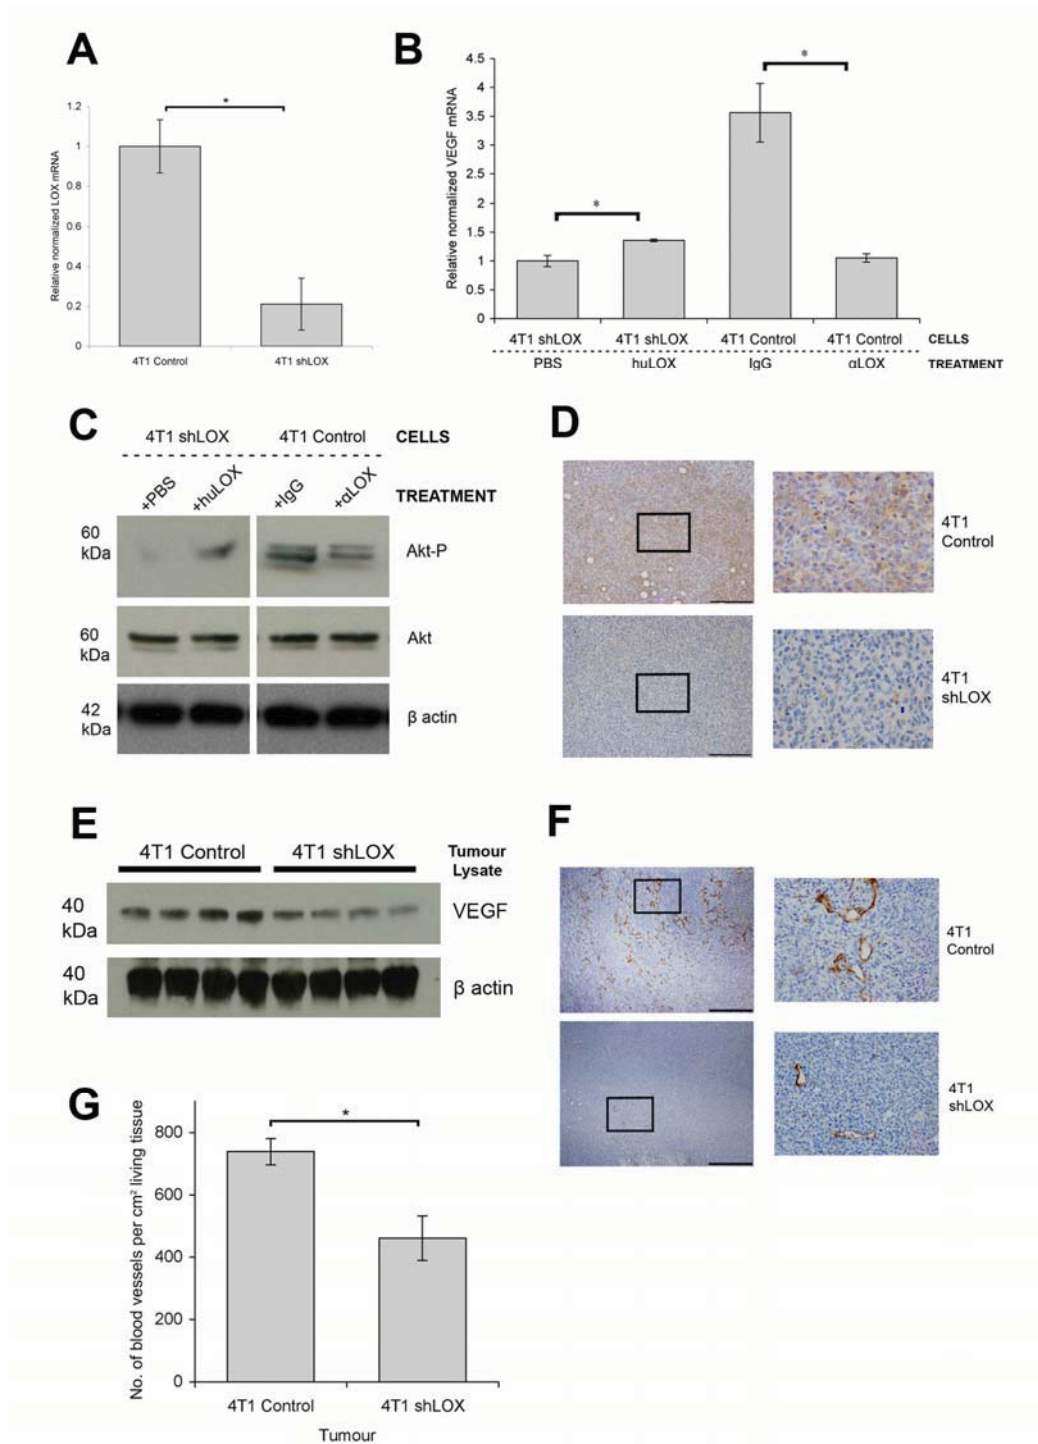 A
Relative normalized LOX mRNA
1.2
1
0.8
0.6
0.4
0.2
0
*
4T1 Control
4T1 shLOX
B
Relative normalized VEGF mRNA
4.5
4
3.5
3
2.5
2
1.5
1
0.5
0
*
*
4T1 shLOX 4T1 shLOX 4T1 Control 4T1 Control CELLS
PBS huLOX IgG αLOX TREATMENT
C
4T1 shLOX 4T1 Control CELLS
+PBS +huLOX +IgG +αLOX TREATMENT
60 kDa Akt-P
60 kDa Akt
42 kDa β actin
D
4T1
Control
4T1
shLOX
E
4T1 Control 4T1 shLOX Tumour
Lysate
40
kDa
VEGF
40
kDa
β actin
F
4T1
Control
4T1
shLOX
G
No. of blood vessels per cm² living tissue
800
600
400
200
0
*
4T1 Control 4T1 shLOX
Tumour